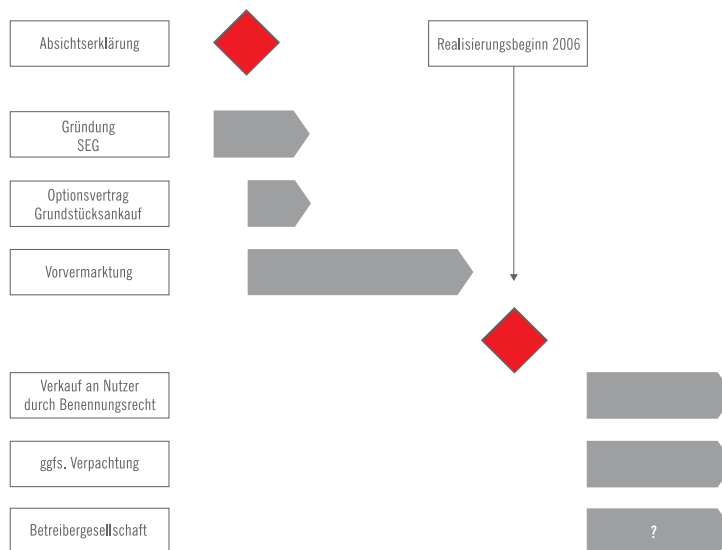 Absichtserklärung
Realisierungsbeginn 2006
Gründung
SEG
Optionsvertrag
Grundstücksankauf
Vorvermarktung
Verkauf an Nutzer
durch Benennungsrecht
ggfs. Verpachtung
Betreibergesellschaft
?